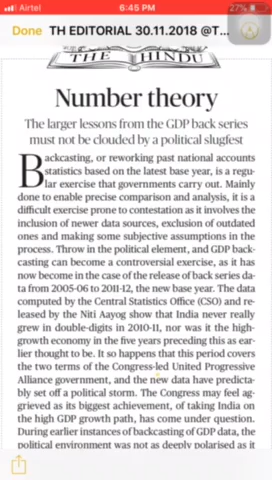 Airtel 6:45 PM 27%
Done TH EDITORIAL 30.11.2018 @T...
THE HINDU
Number theory
The larger lessons from the GDP back series
must not be clouded by a political slugfest
Backcasting, or reworking past national accounts
statistics based on the latest base year, is a regu-
lar exercise that governments carry out. Mainly
done to enable precise comparison and analysis, it is a
difficult exercise prone to contestation as it involves the
inclusion of newer data sources, exclusion of outdated
ones and making some subjective assumptions in the
process. Throw in the political element, and GDP back-
casting can become a controversial exercise, as it has
now become in the case of the release of back series da-
ta from 2005-06 to 2011-12, the new base year. The data
computed by the Central Statistics Office (CSO) and re-
leased by the Niti Aayog show that India never really
grew in double-digits in 2010-11, nor was it the high-
growth economy in the five years preceding this as ear-
lier thought to be. It so happens that this period covers
the two terms of the Congress-led United Progressive
Alliance government, and the new data have predicta-
bly set off a political storm. The Congress may feel ag-
grieved as its biggest achievement, of taking India on
the high GDP growth path, has come under question.
During earlier instances of backcasting of GDP data, the
political environment was not as deeply polarised as it